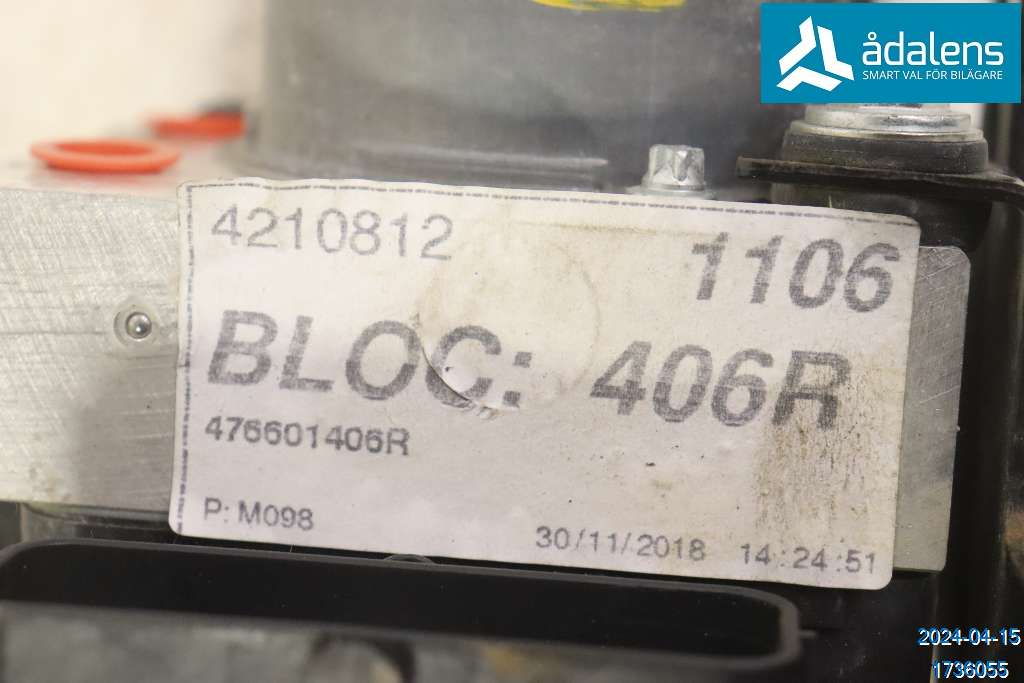 ådalens
SMART VAL FÖR BILÄGARE
4210812
1106
BLOC: 406R
476601406R
P: M098
30/11/2018 14:24:51
2024-04-15
1736055